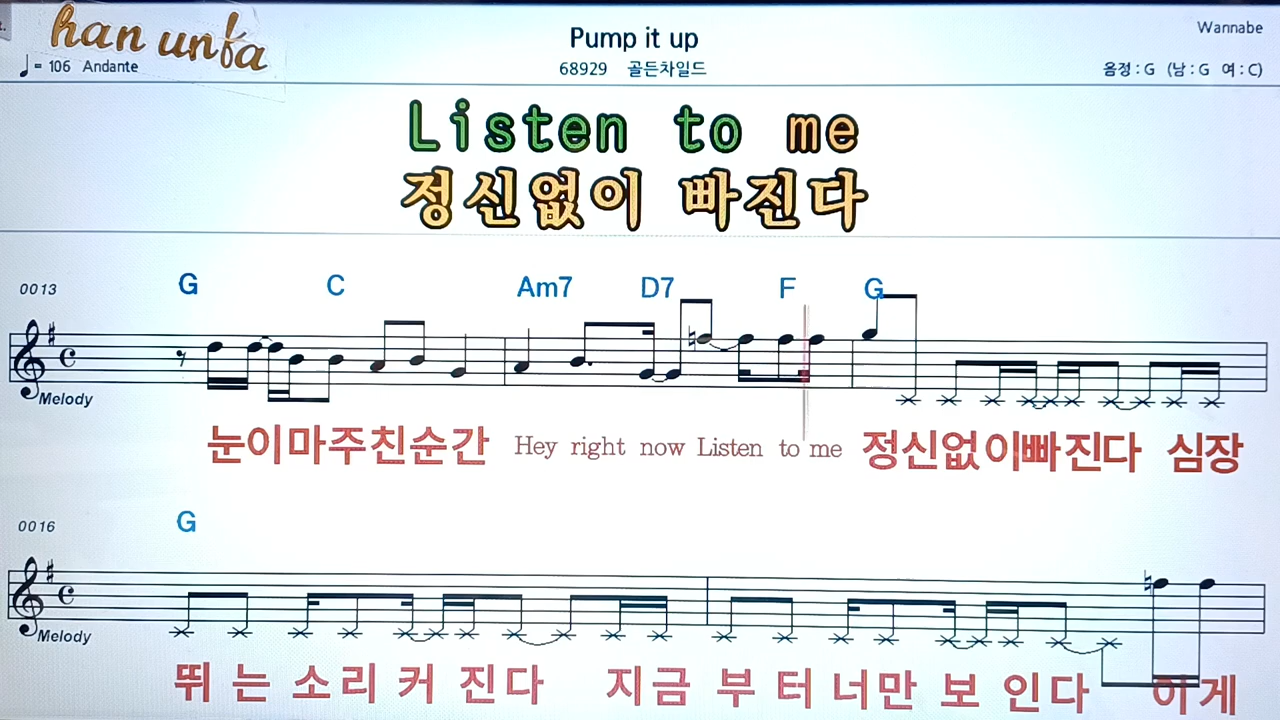 han unfa
Pump it up
Wannabe
♩= 106 Andante
68929 골든차일드
음정 : G (남 : G 여 : C)
Listen to me
정신없이 빠진다
0013
G C Am7 D7 F G
Melody
눈이마주친순간 Hey right now Listen to me 정신없이빠진다 심장
0016
G
Melody
뛰는 소리 커 진다 지금 부 터 너만 보 인다 이게